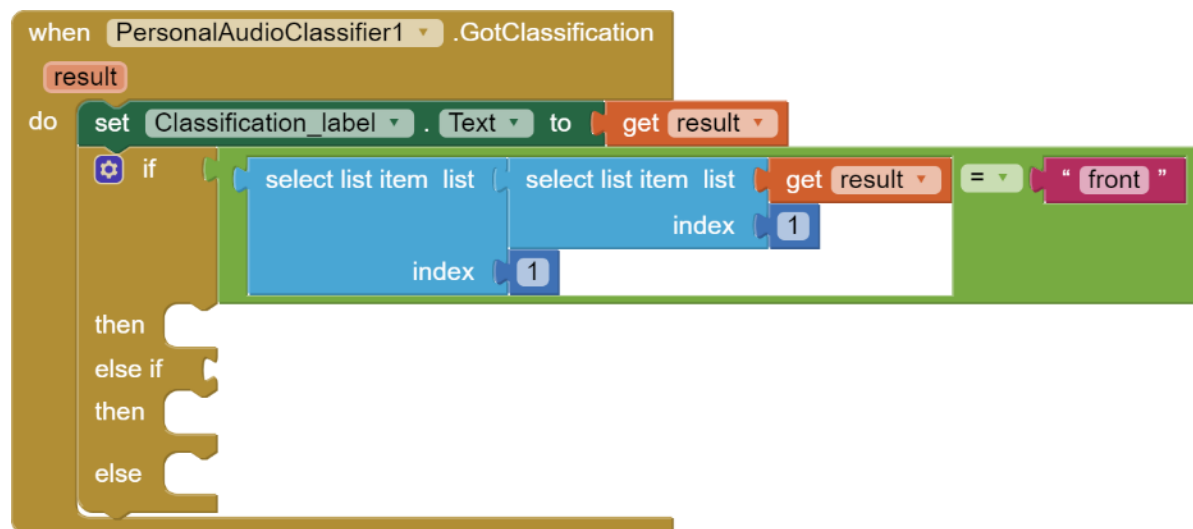 when PersonalAudioClassifier1 .GotClassification
result
do set Classification_label . Text to get result
if select list item list select list item list get result = " front "
index 1
index 1
then
else if
then
else